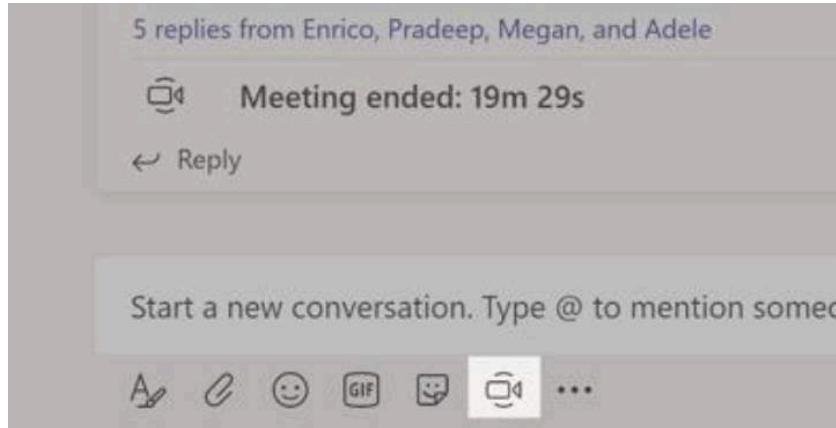 5 replies from Enrico, Pradeep, Megan, and Adele
Meeting ended: 19m 29s
Reply
Start a new conversation. Type @ to mention
GIF